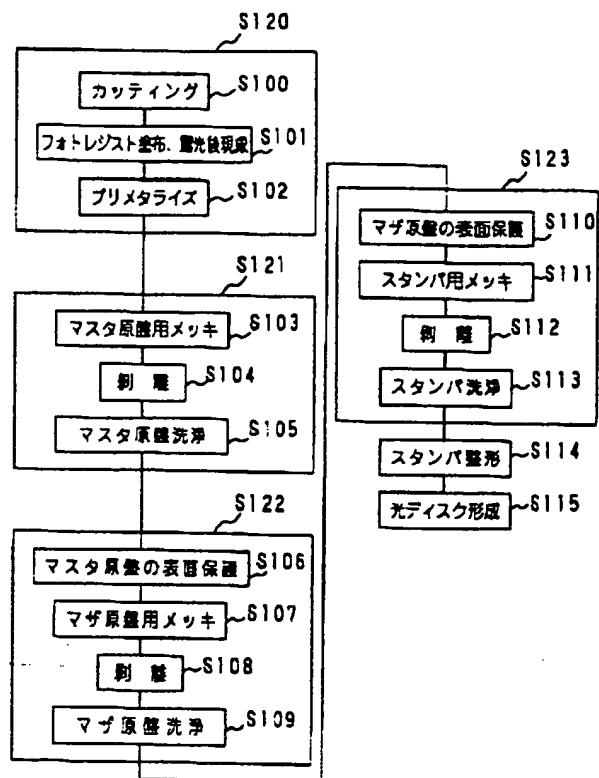 S120
カッティング
S100
フォトレジスト塗布、露光後現像
S101
プリメタライズ
S102
S121
マスタ原盤用メッキ
S103
剥離
S104
マスタ原盤洗浄
S105
S122
マスタ原盤の表面保護
S106
マザ原盤用メッキ
S107
剥離
S108
マザ原盤洗浄
S109
S123
マザ原盤の表面保護
S110
スタンパ用メッキ
S111
剥離
S112
スタンパ洗浄
S113
スタンパ整形
S114
光ディスク形成
S115